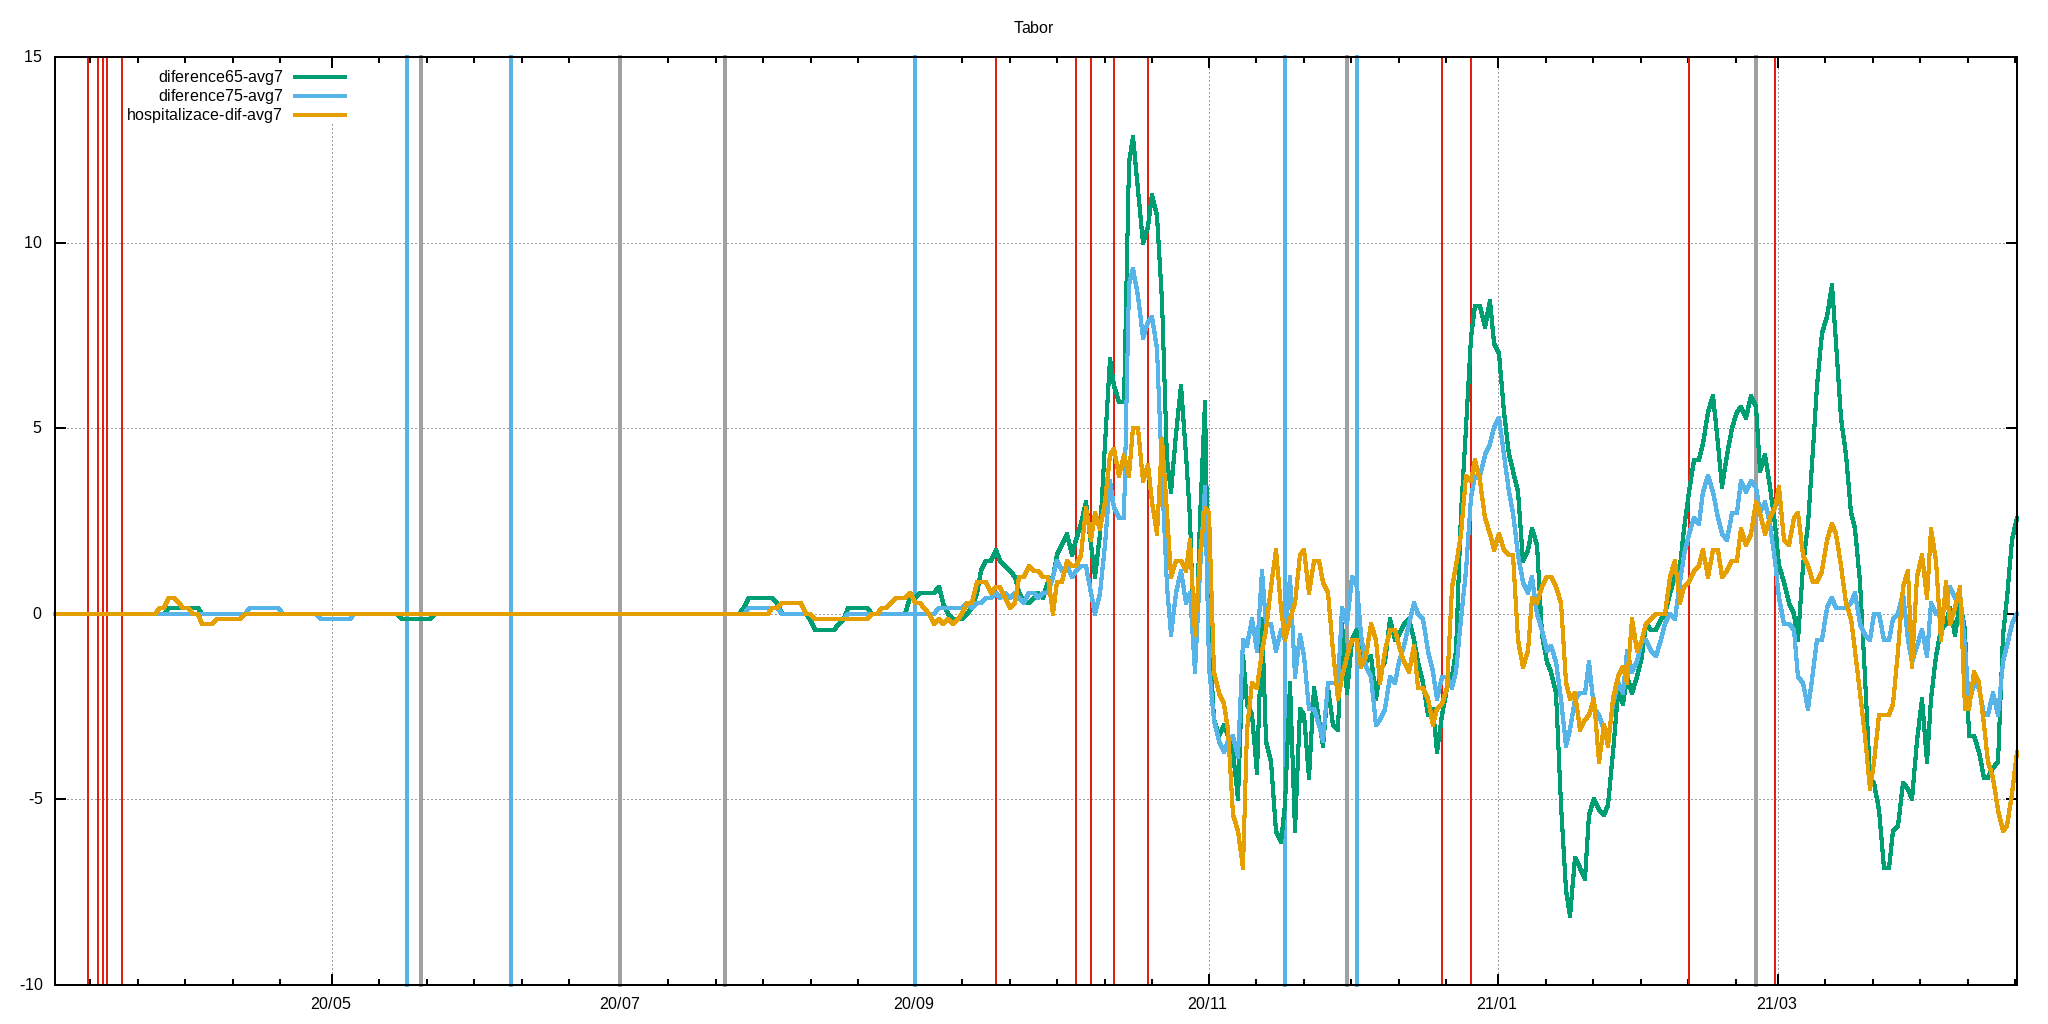 Tabor
15
diference65-avg7
diference75-avg7
hospitalizace-dif-avg7
10
5
0
-5
-10
20/05 20/07 20/09 20/11 21/01 21/03